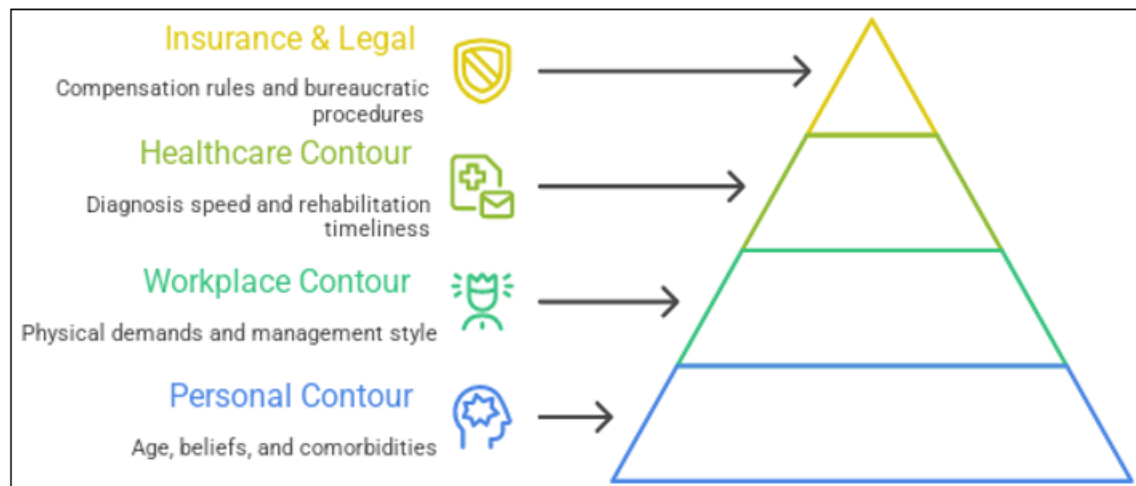 Insurance & Legal
Compensation rules and bureaucratic
procedures
Healthcare Contour
Diagnosis speed and rehabilitation
timeliness
Workplace Contour
Physical demands and management style
Personal Contour
Age, beliefs, and comorbidities